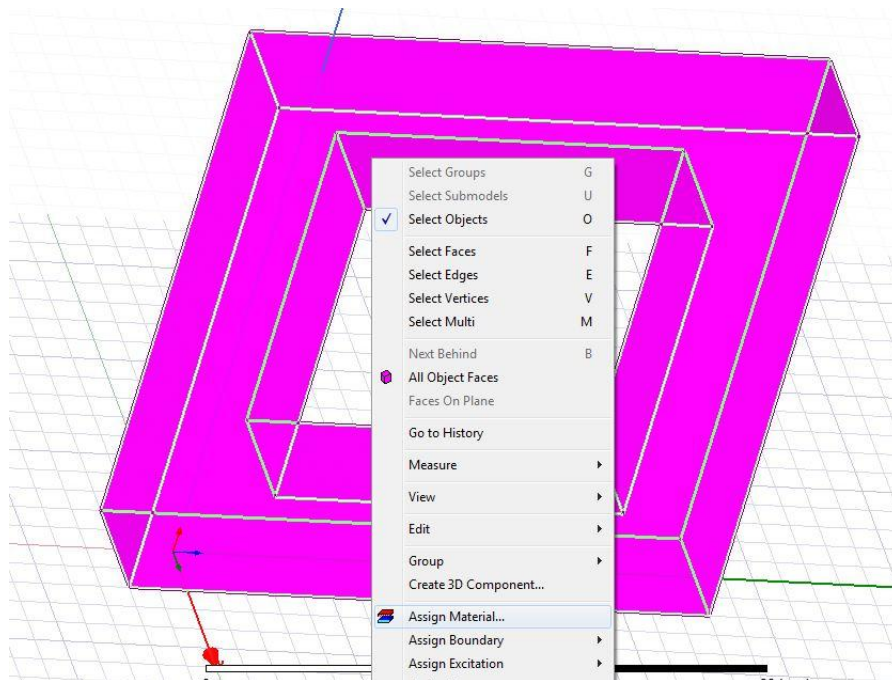 Select Groups G
Select Submodels U
Select Objects O
Select Faces F
Select Edges E
Select Vertices V
Select Multi M
Next Behind B
All Object Faces
Faces On Plane
Go to History
Measure
View
Edit
Group
Create 3D Component...
Assign Material...
Assign Boundary
Assign Excitation